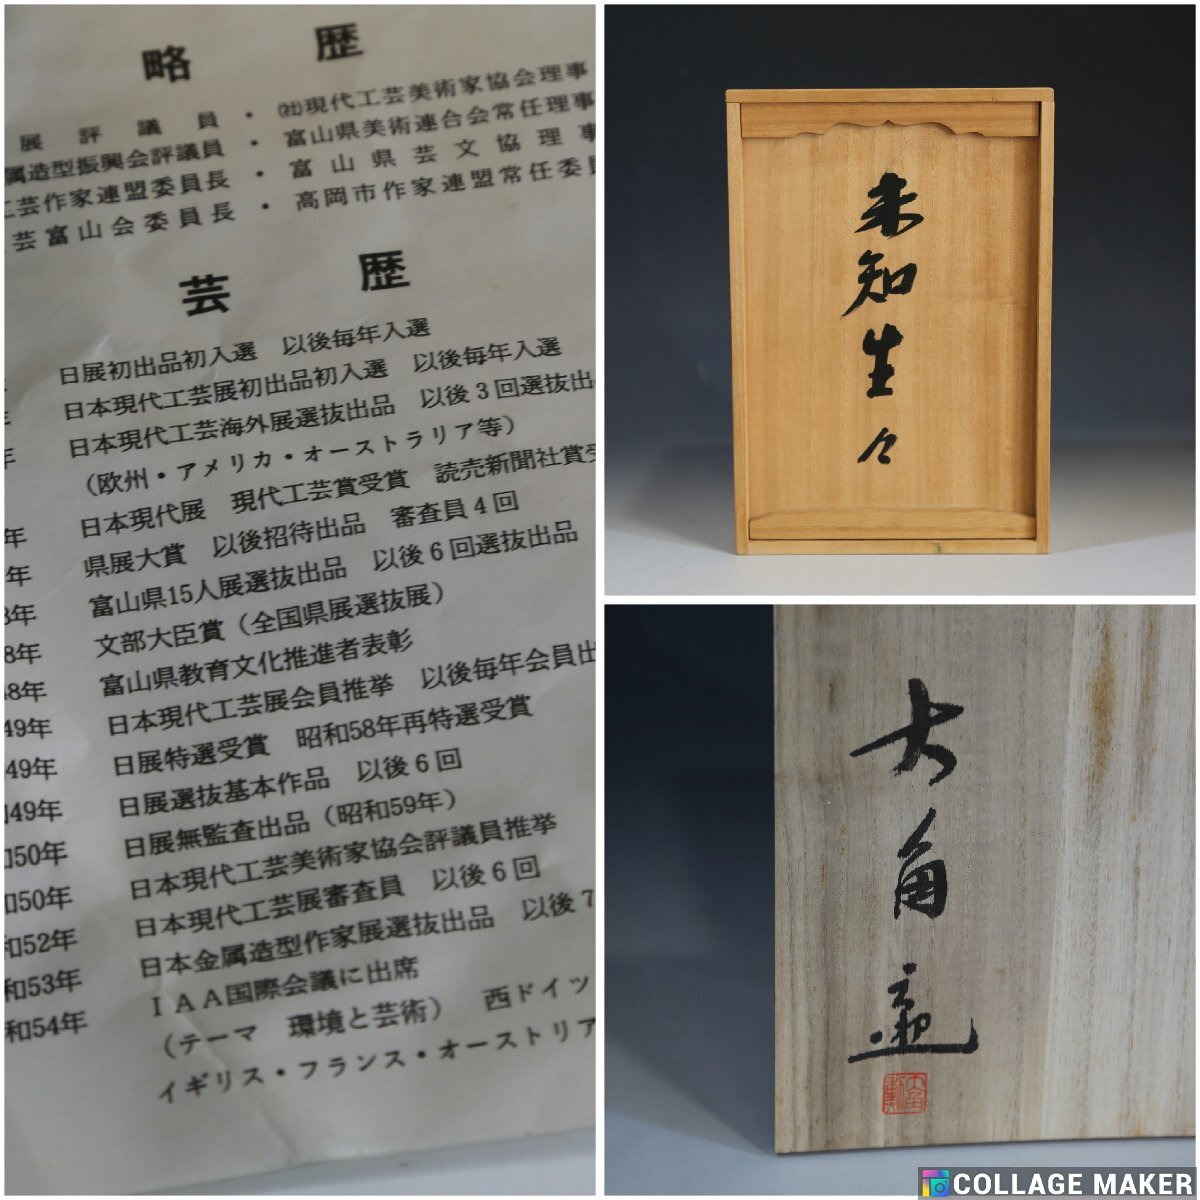 略 歴
展評議員・㈳現代工芸美術家協会理事
属造型振興会評議員・富山県美術連合会常任理事
工芸作家連盟委員長・富山県芸文協理事
芸富山会委員長・高岡市作家連盟常任委員
芸 歴
日展初出品初入選 以後毎年入選
年 日本現代工芸展初出品初入選 以後毎年入選
年 日本現代工芸海外展選抜出品 以後3回選抜出
(欧州・アメリカ・オーストラリア等)
年 日本現代展 現代工芸賞受賞 読売新聞社賞受
年 県展大賞 以後招待出品 審査員4回
8年 富山県15人展選抜出品 以後6回選抜出品
8年 文部大臣賞(全国県展選抜展)
48年 富山県教育文化推進者表彰
49年 日本現代工芸展会員推挙 以後毎年会員出
49年 日展特選受賞 昭和58年再特選受賞
和49年 日展選抜基本作品 以後6回
和50年 日展無監査出品(昭和59年)
和50年 日本現代工芸美術家協会評議員推挙
和52年 日本現代工芸展審査員 以後6回
和53年 日本金属造型作家展選抜出品 以後7
和54年 IAA国際会議に出席
(テーマ 環境と芸術) 西ドイツ
イギリス・フランス・オーストリア
未知生々
大角
COLLAGE MAKER